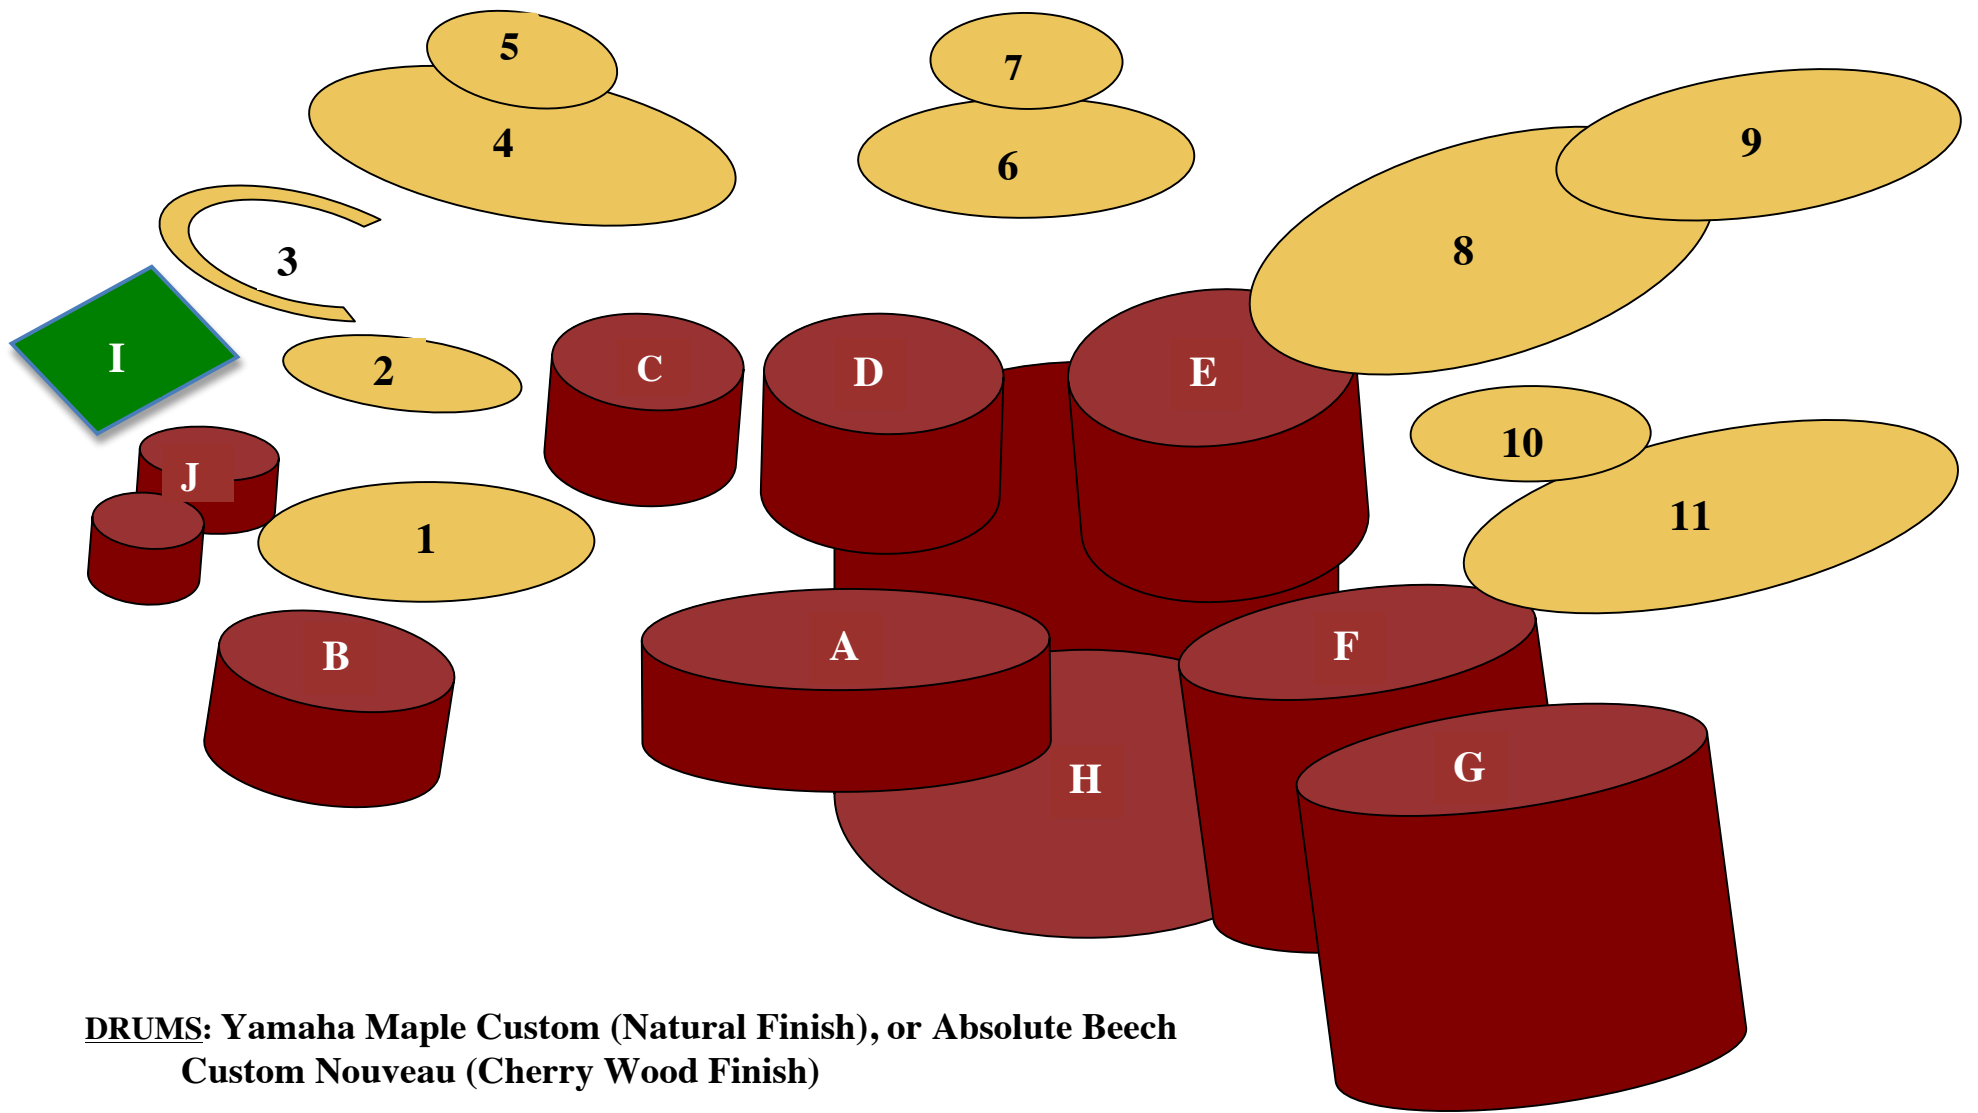 5
7
9
4
6
8
3
I
2
C
D
E
10
J
11
1
B
A
F
H
G
DRUMS: Yamaha Maple Custom (Natural Finish), or Absolute Beech
Custom Nouveau (Cherry Wood Finish)